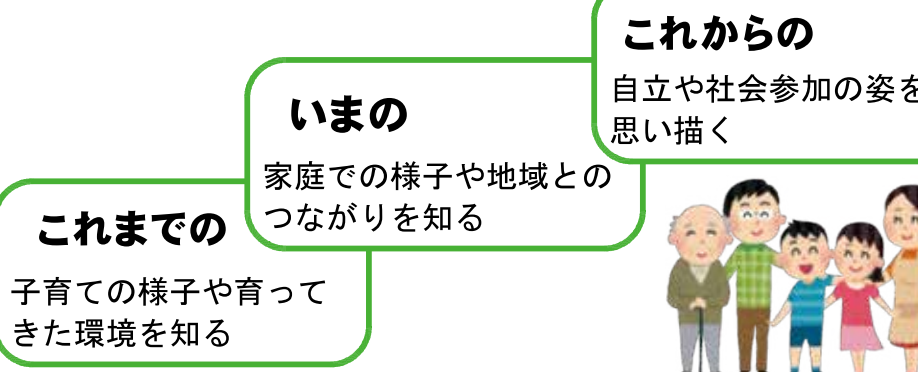 これからの
自立や社会参加の姿を
思い描く
いまの
家庭での様子や地域との
つながりを知る
これまでの
子育ての様子や育って
きた環境を知る